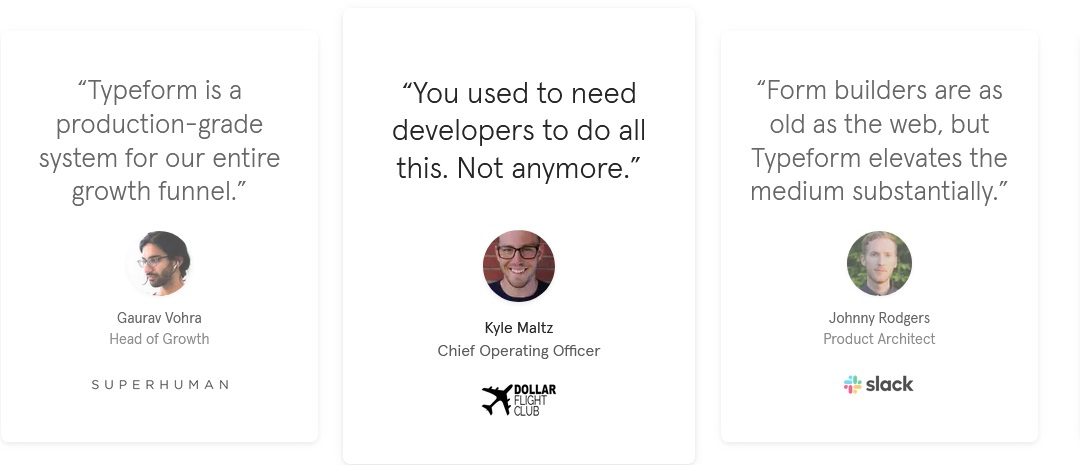 “Typeform is a
production-grade
system for our entire
growth funnel.”
Gaurav Vohra
Head of Growth
SUPERHUMAN
“You used to need
developers to do all
this. Not anymore.”
Kyle Maltz
Chief Operating Officer
DOLLAR
FLIGHT
CLUB
“Form builders are as
old as the web, but
Typeform elevates the
medium substantially.”
Johnny Rodgers
Product Architect
slack